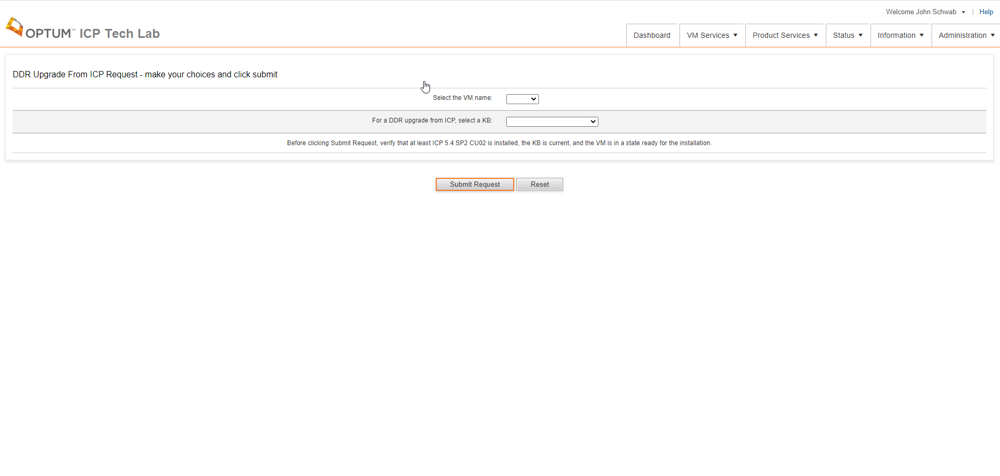 Welcome John Schwab ▼ | Help
OPTUM™ ICP Tech Lab
Dashboard
VM Services ▼
Product Services ▼
Status ▼
Information ▼
Administration ▼
DDR Upgrade From ICP Request - make your choices and click submit
Select the VM name:
For a DDR upgrade from ICP, select a KB:
Before clicking Submit Request, verify that at least ICP 5.4 SP2 CU02 is installed, the KB is current, and the VM is in a state ready for the installation.
Submit Request
Reset